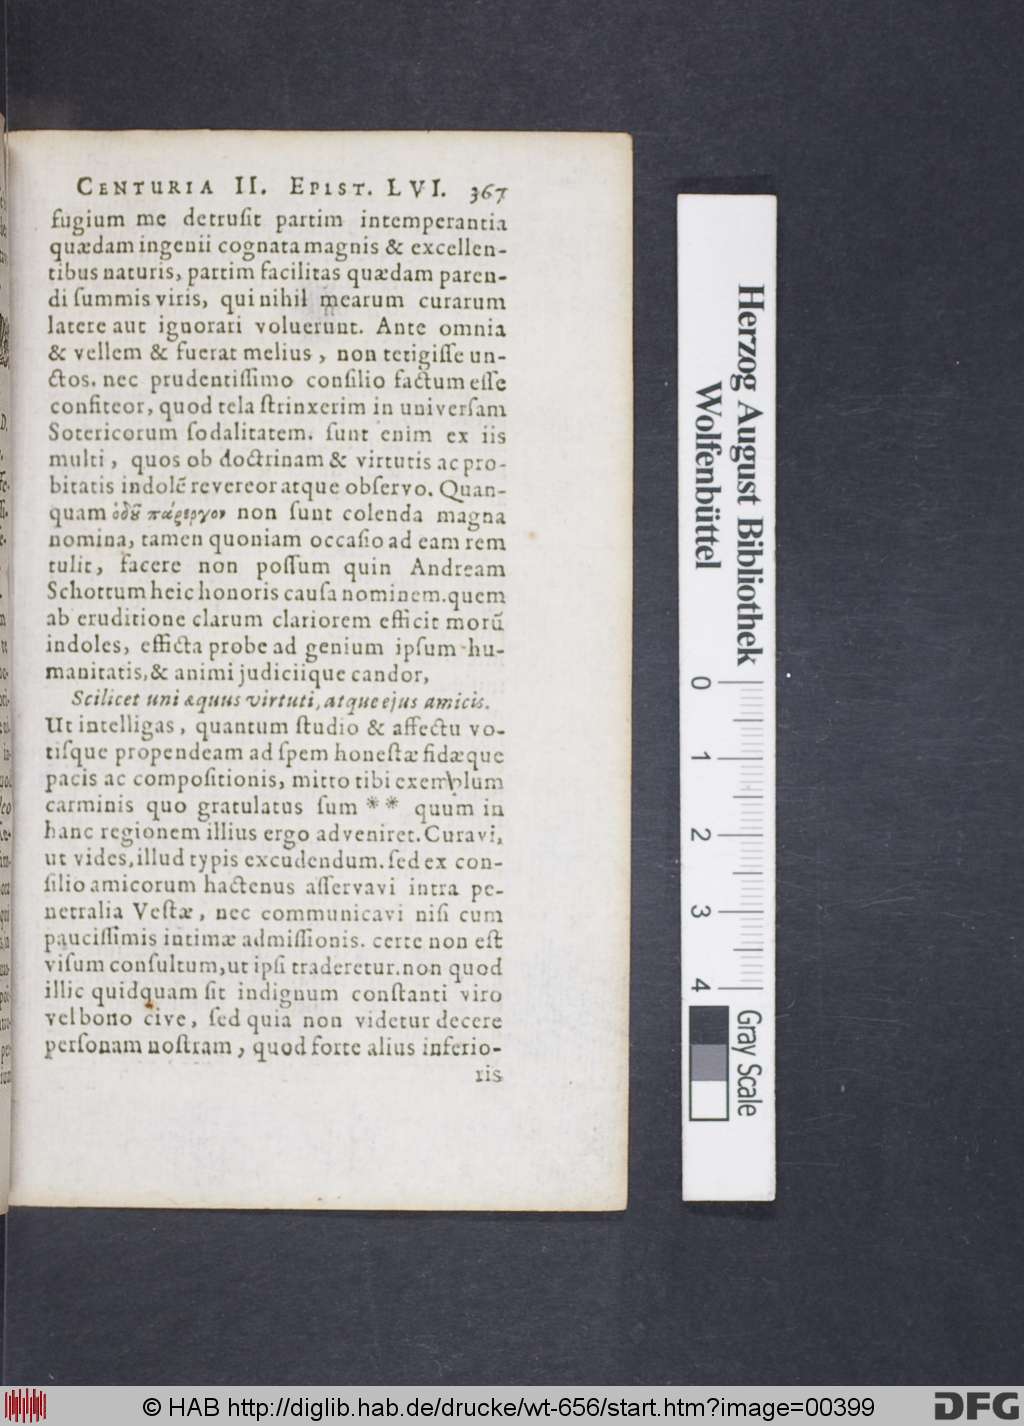 CENTURIA II. EPIST. LVI. 367
fugium me detruſit partim intemperantia
quædam ingenii cognata magnis & excellen-
tibus naturis, partim facilitas quædam paren-
di ſummis viris, qui nihil mearum curarum
latere aut ignorari voluerunt. Ante omnia
& vellem & fuerat melius, non tetigiſſe un-
ctos. nec prudentiſſimo conſilio factum eſſe
confiteor, quod tela ſtrinxerim in univerſam
Sotericorum ſodalitatem. ſunt enim ex iis
multi, quos ob doctrinam & virtutis ac pro-
bitatis indolē revereor atque obſervo. Quan-
quam ὁδοῦ πάρεργον non ſunt colenda magna
nomina, tamen quoniam occaſio ad eam rem
tulit, facere non poſſum quin Andream
Schottum heic honoris cauſa nominem. quem
ab eruditione clarum clariorem efficit morū
indoles, efficta probe ad genium ipſum hu-
manitatis, & animi judiciique candor,
Scilicet uni æquus virtuti, atque ejus amicis.
Ut intelligas, quantum ſtudio & affectu vo-
tiſque propendeam ad ſpem honeſtæ fidæque
pacis ac compoſitionis, mitto tibi exemplum
carminis quo gratulatus ſum ** quum in
hanc regionem illius ergo adveniret. Curavi,
ut vides, illud typis excudendum. ſed ex con-
ſilio amicorum hactenus aſſervavi intra pe-
netralia Veſtæ, nec communicavi niſi cum
pauciſſimis intimæ admiſſionis. certe non eſt
viſum conſultum, ut ipſi traderetur. non quod
illic quidquam ſit indignum conſtanti viro
vel bono cive, ſed quia non videtur decere
perſonam noſtram, quod forte alius inferio-
ris
Herzog August Bibliothek
Wolfenbüttel
0 1 2 3 4
Gray Scale
© HAB http://diglib.hab.de/drucke/wt-656/start.htm?image=00399
DFG